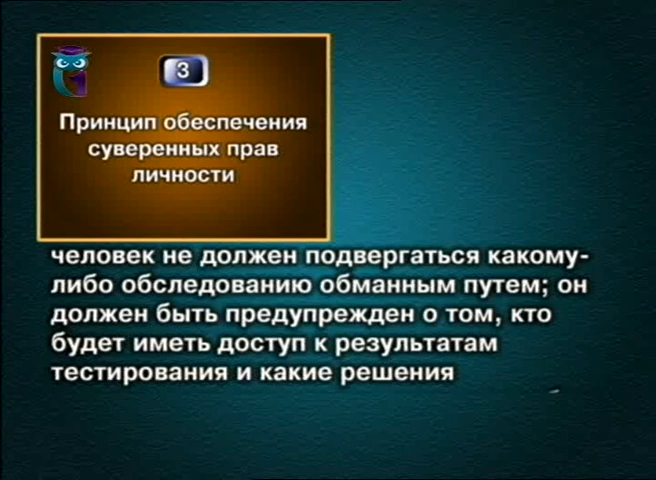 3
Принцип обеспечения
суверенных прав
личности
человек не должен подвергаться какому-
либо обследованию обманным путем; он
должен быть предупрежден о том, кто
будет иметь доступ к результатам
тестирования и какие решения